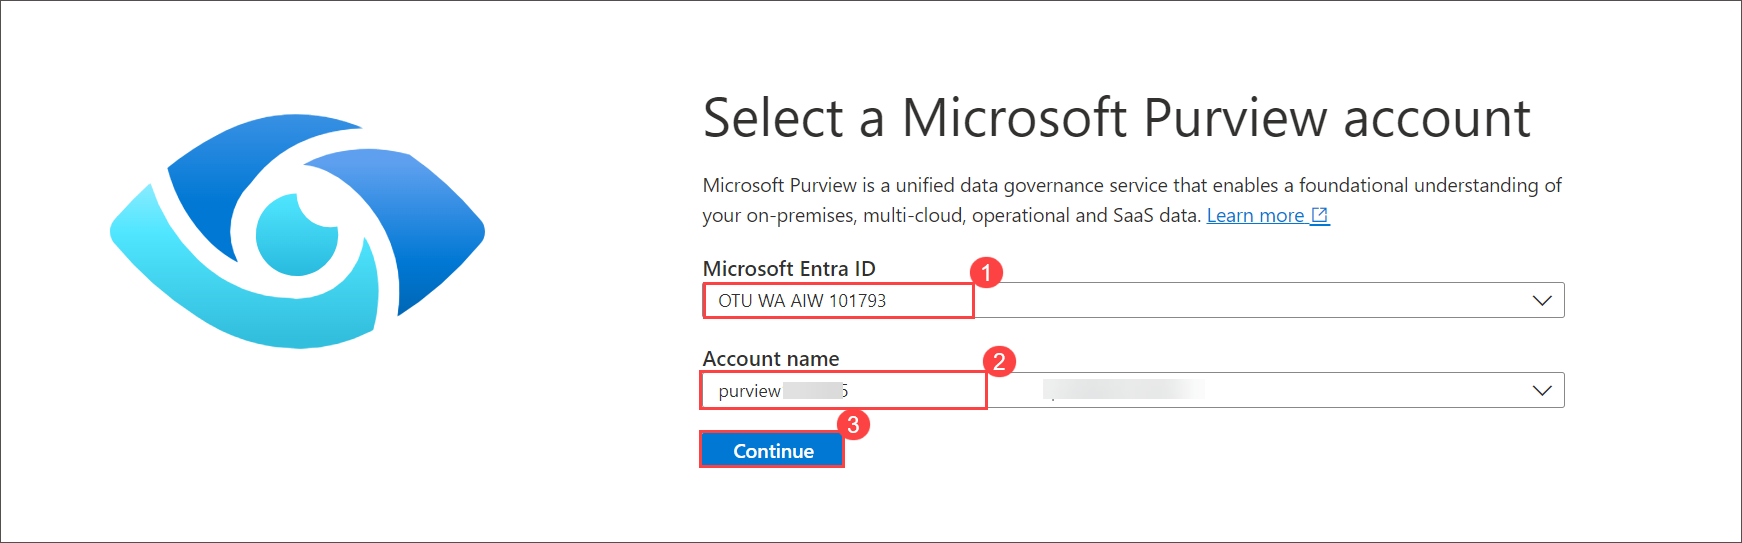 Select a Microsoft Purview account
Microsoft Purview is a unified data governance service that enables a foundational understanding of
your on-premises, multi-cloud, operational and SaaS data. Learn more
Microsoft Entra ID
1
OTU WA AIW 101793
Account name
2
purview
3
Continue